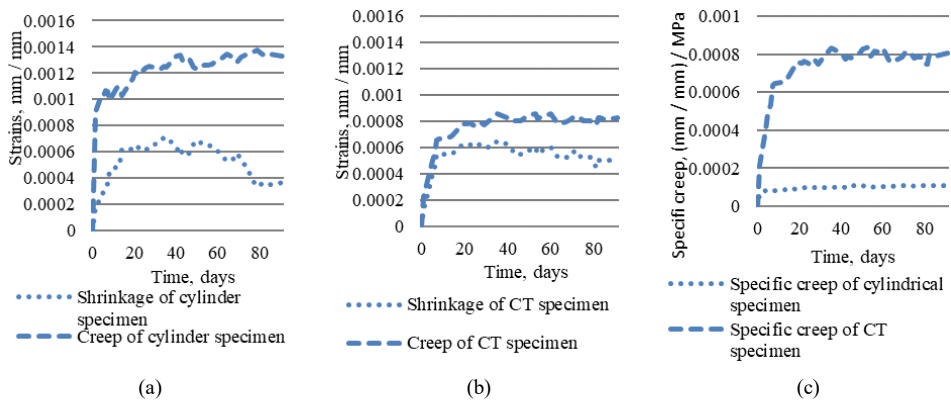 0.0016
0.0014
0.0012
0.001
0.0008
0.0006
0.0004
0.0002
0
Strains, mm / mm
0 20 40 60 80
Time, days
Shrinkage of cylinder
specimen
Creep of cylinder specimen
(a)
0.0016
0.0014
0.0012
0.001
0.0008
0.0006
0.0004
0.0002
0
Strains, mm / mm
0 20 40 60 80
Time, days
Shrinkage of CT specimen
Creep of CT specimen
(b)
0.001
0.0008
0.0006
0.0004
0.0002
0
Specifi creep, (mm / mm) / MPa
0 20 40 60 80
Time, days
Specific creep of cylindrical
specimen
Specific creep of CT
specimen
(c)